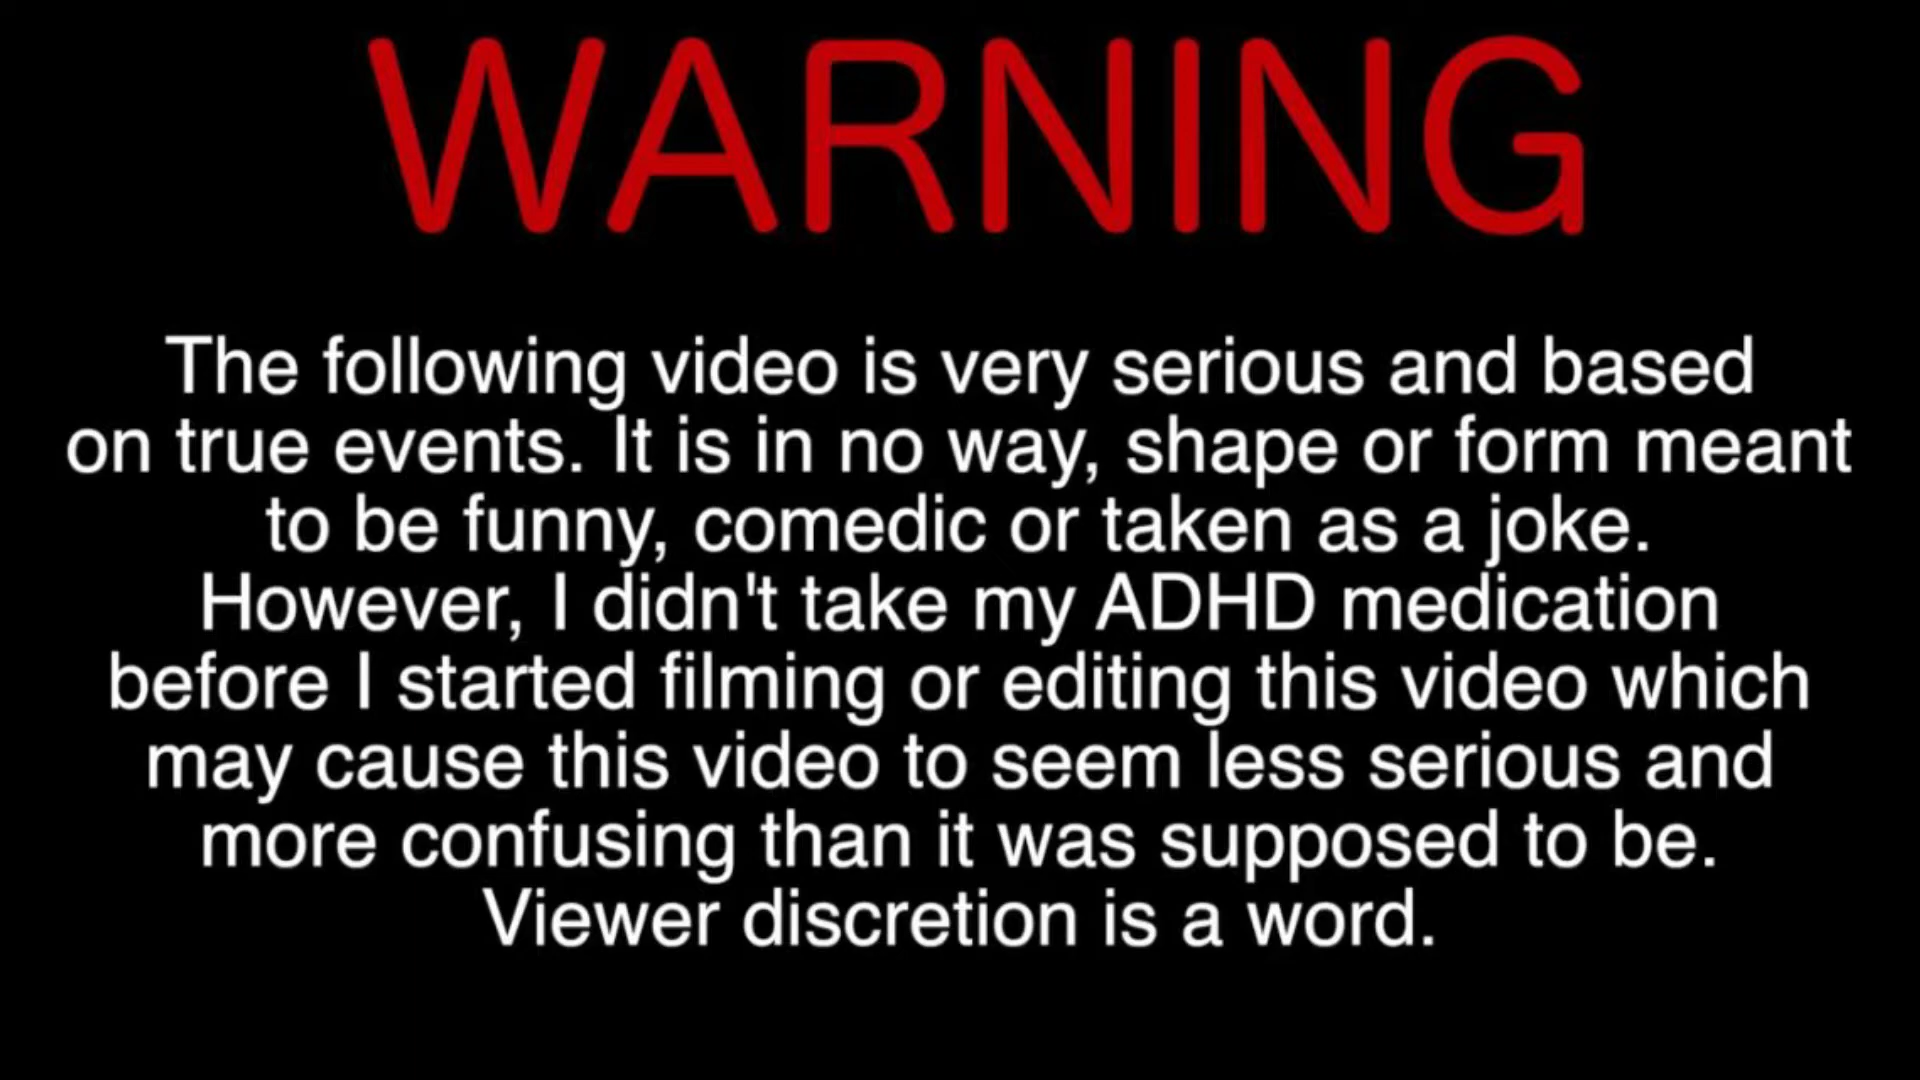 WARNING
The following video is very serious and based
on true events. It is in no way, shape or form meant
to be funny, comedic or taken as a joke.
However, I didn't take my ADHD medication
before I started filming or editing this video which
may cause this video to seem less serious and
more confusing than it was supposed to be.
Viewer discretion is a word.